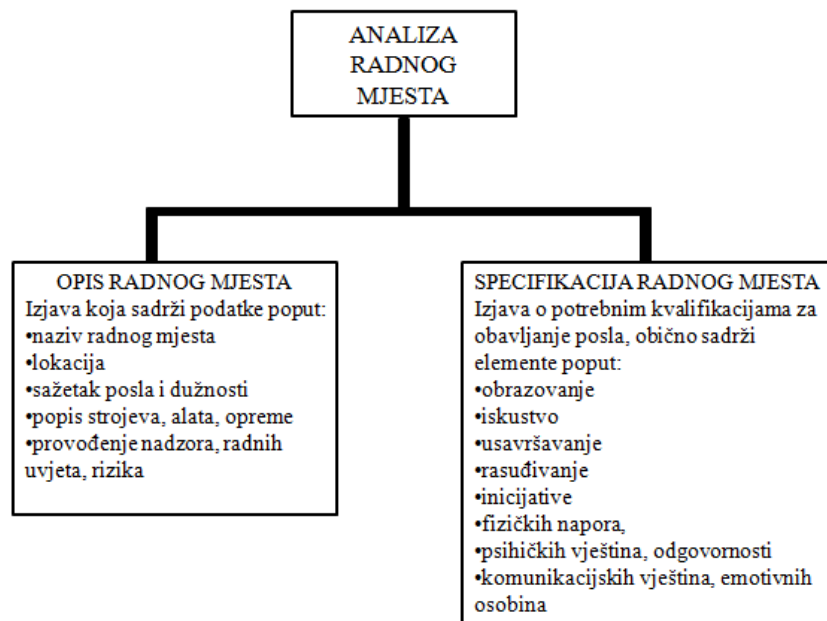 ANALIZA
RADNOG
MJESTA
OPIS RADNOG MJESTA
Izjava koja sadrži podatke poput:
•naziv radnog mjesta
•lokacija
•sažetak posla i dužnosti
•popis strojeva, alata, opreme
•provođenje nadzora, radnih
uvjeta, rizika
SPECIFIKACIJA RADNOG MJESTA
Izjava o potrebnim kvalifikacijama za
obavljanje posla, obično sadrži
elemente poput:
•obrazovanje
•iskustvo
•usavršavanje
•rasuđivanje
•inicijative
•fizičkih napora,
•psihičkih vještina, odgovornosti
•komunikacijskih vještina, emotivnih
osobina